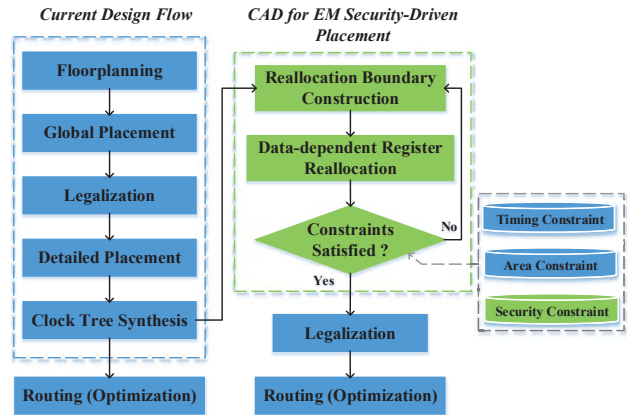 Current Design Flow
Floorplanning
Global Placement
Legalization
Detailed Placement
Clock Tree Synthesis
Routing (Optimization)
CAD for EM Security-Driven
Placement
Reallocation Boundary
Construction
Data-dependent Register
Reallocation
Constraints
Satisfied ?
No
Yes
Legalization
Routing (Optimization)
Timing Constraint
Area Constraint
Security Constraint